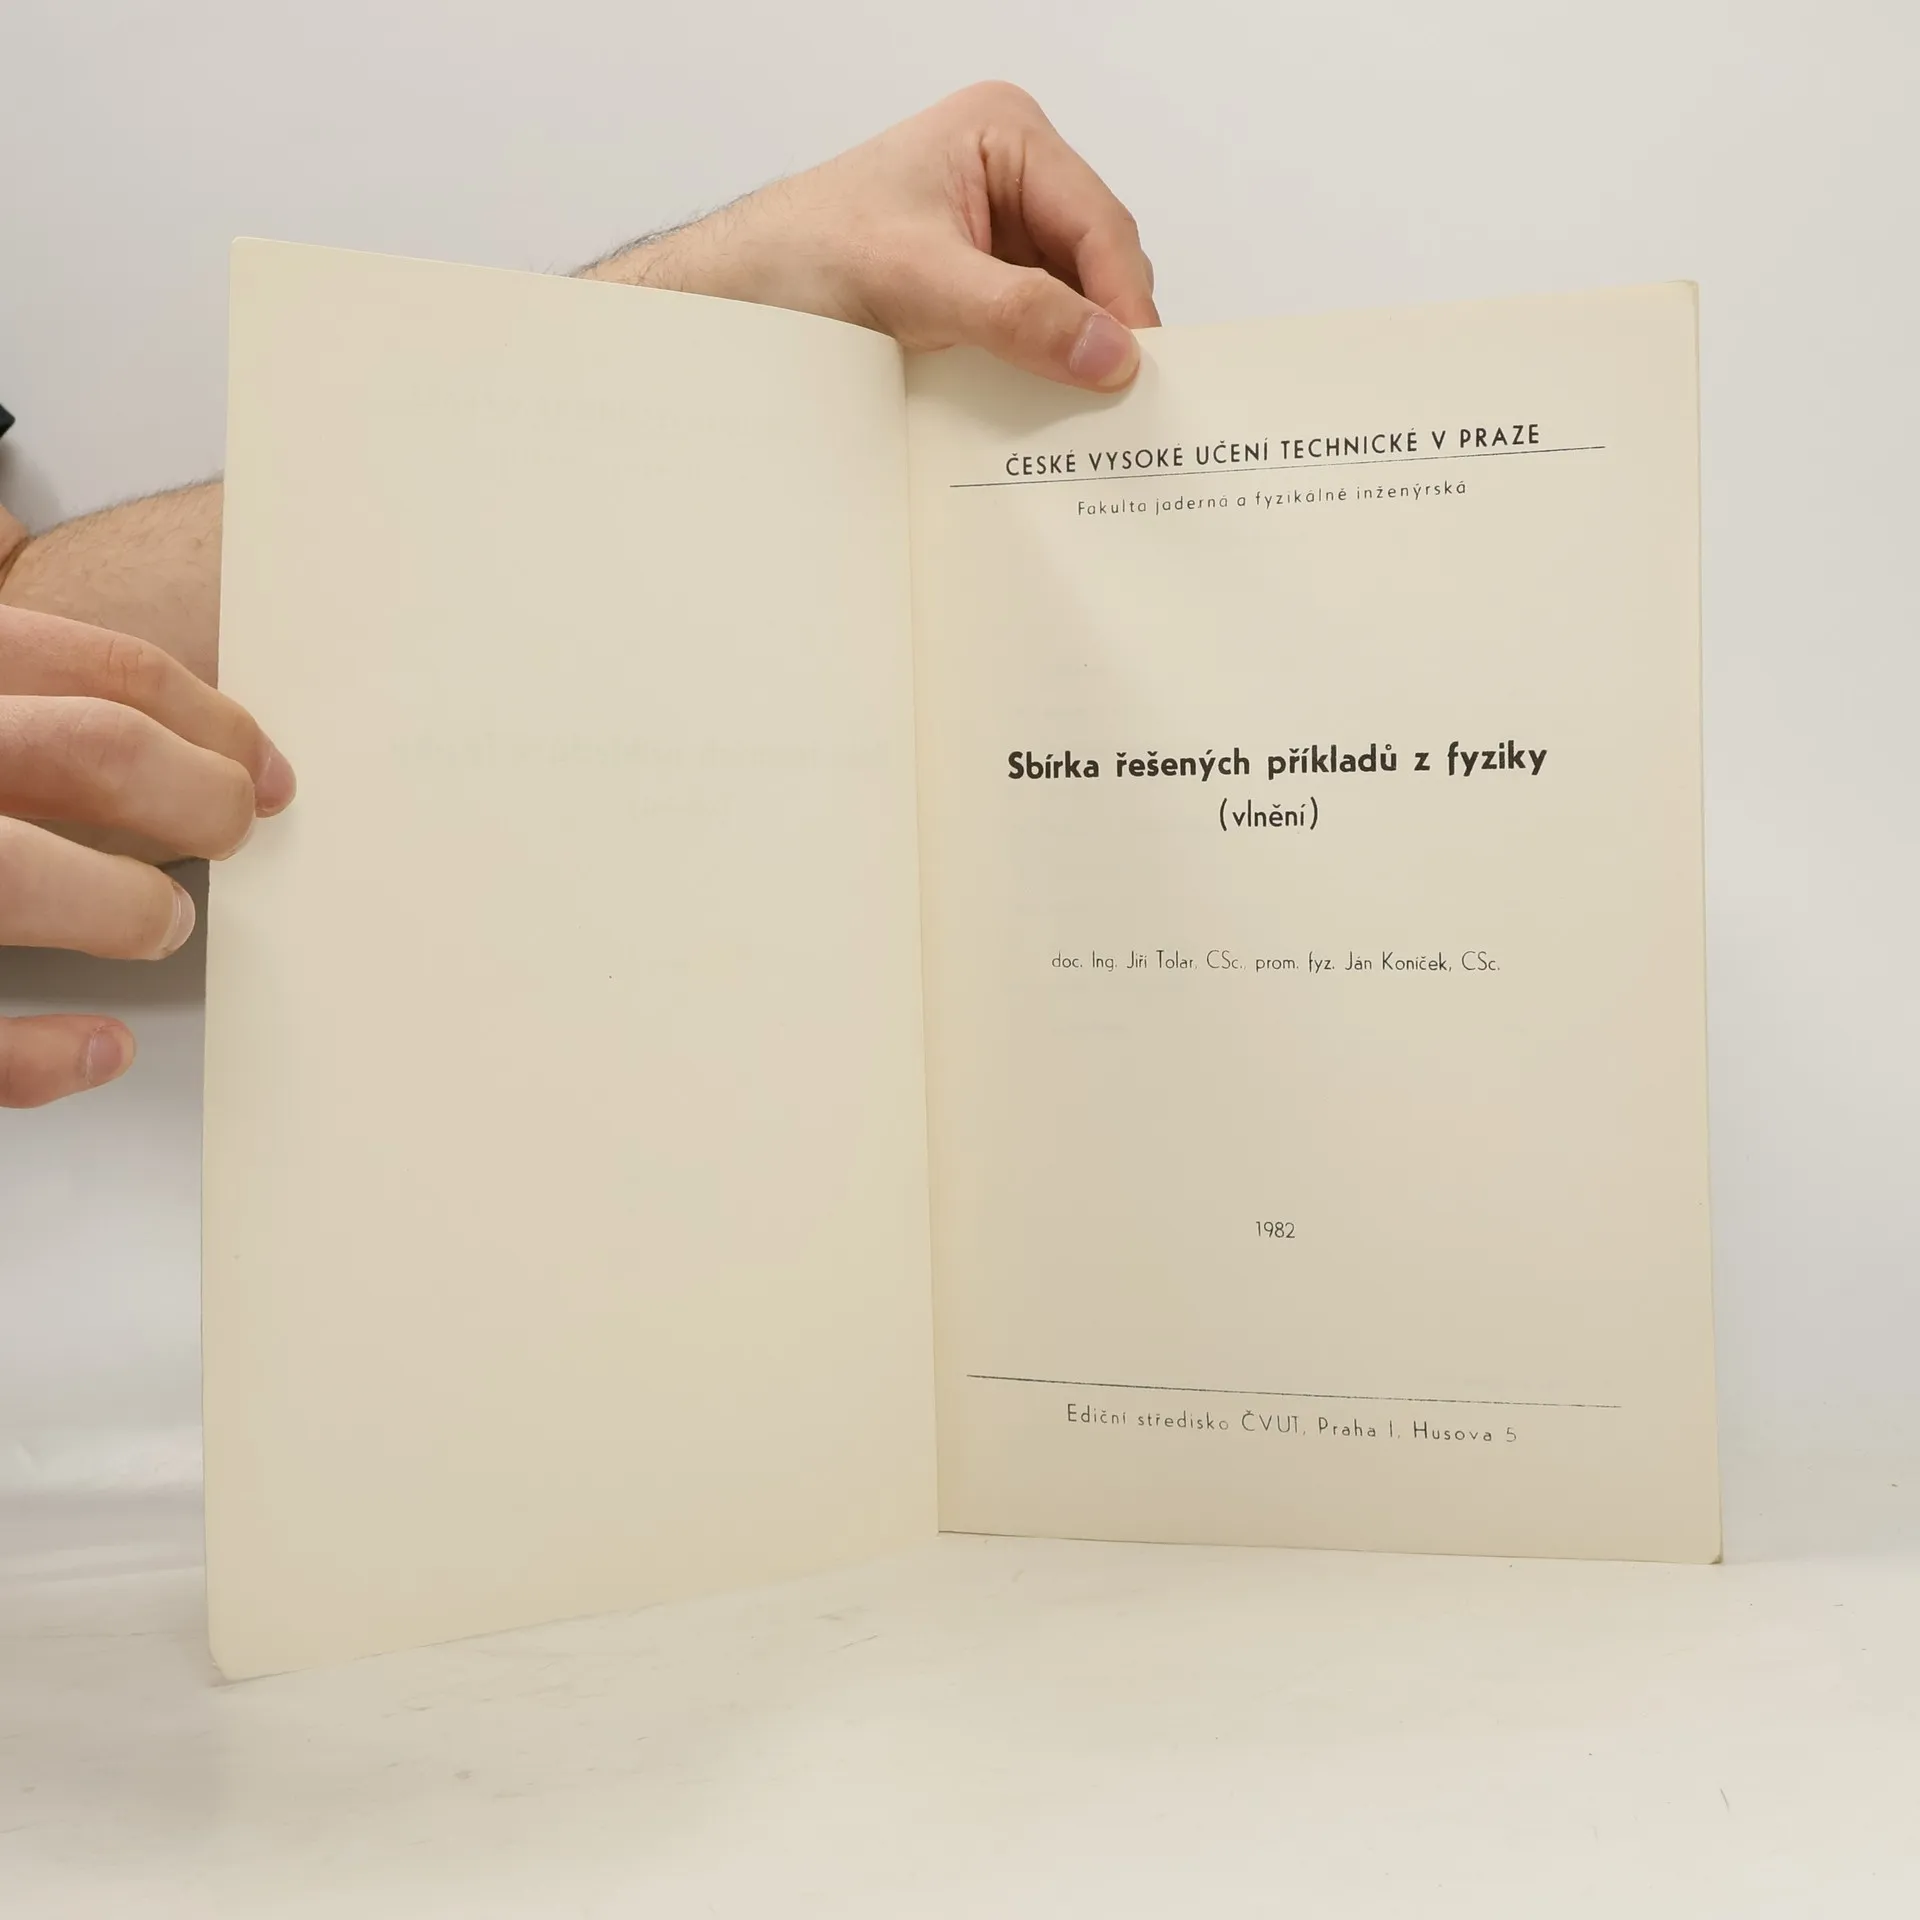 ČESKÉ VYSOKÉ UČENÍ TECHNICKÉ V PRAZE
Fakulta jaderná a fyzikálně inženýrská
Sbírka řešených příkladů z fyziky
(vlnění)
doc. Ing. Jiří Tolar, CSc., prom. fyz. Ján Koníček, CSc.
1982
Ediční středisko ČVUT, Praha 1, Husova 5